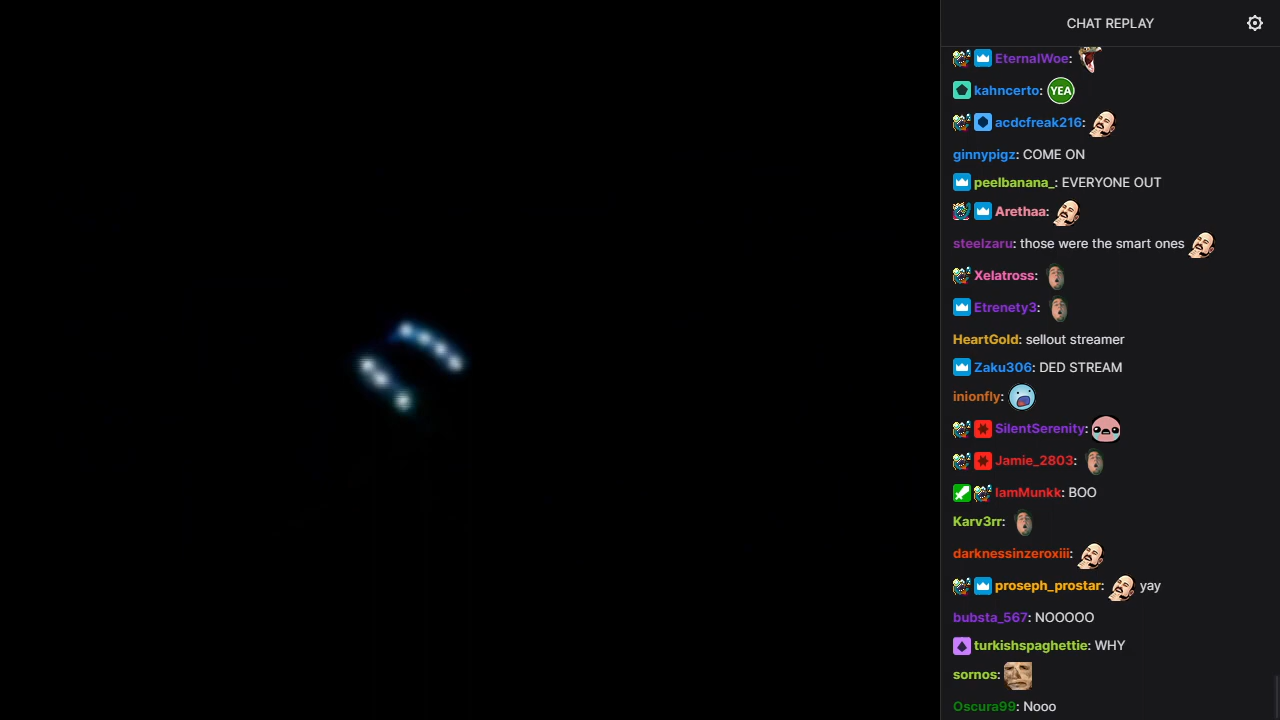 CHAT REPLAY
EternalWoe:
kahncerto: YEA
acdcfreak216:
ginnypigz: COME ON
peelbanana_: EVERYONE OUT
Arethaa:
steelzaru: those were the smart ones
Xelatross:
Etrenety3:
HeartGold: sellout streamer
Zaku306: DED STREAM
inionfly:
SilentSerenity:
Jamie_2803:
IamMunkk: BOO
Karv3rr:
darknessinzeroxiii:
proseph_prostar: yay
bubsta_567: NOOOOO
turkishspaghettie: WHY
sornos:
Oscura99: Nooo